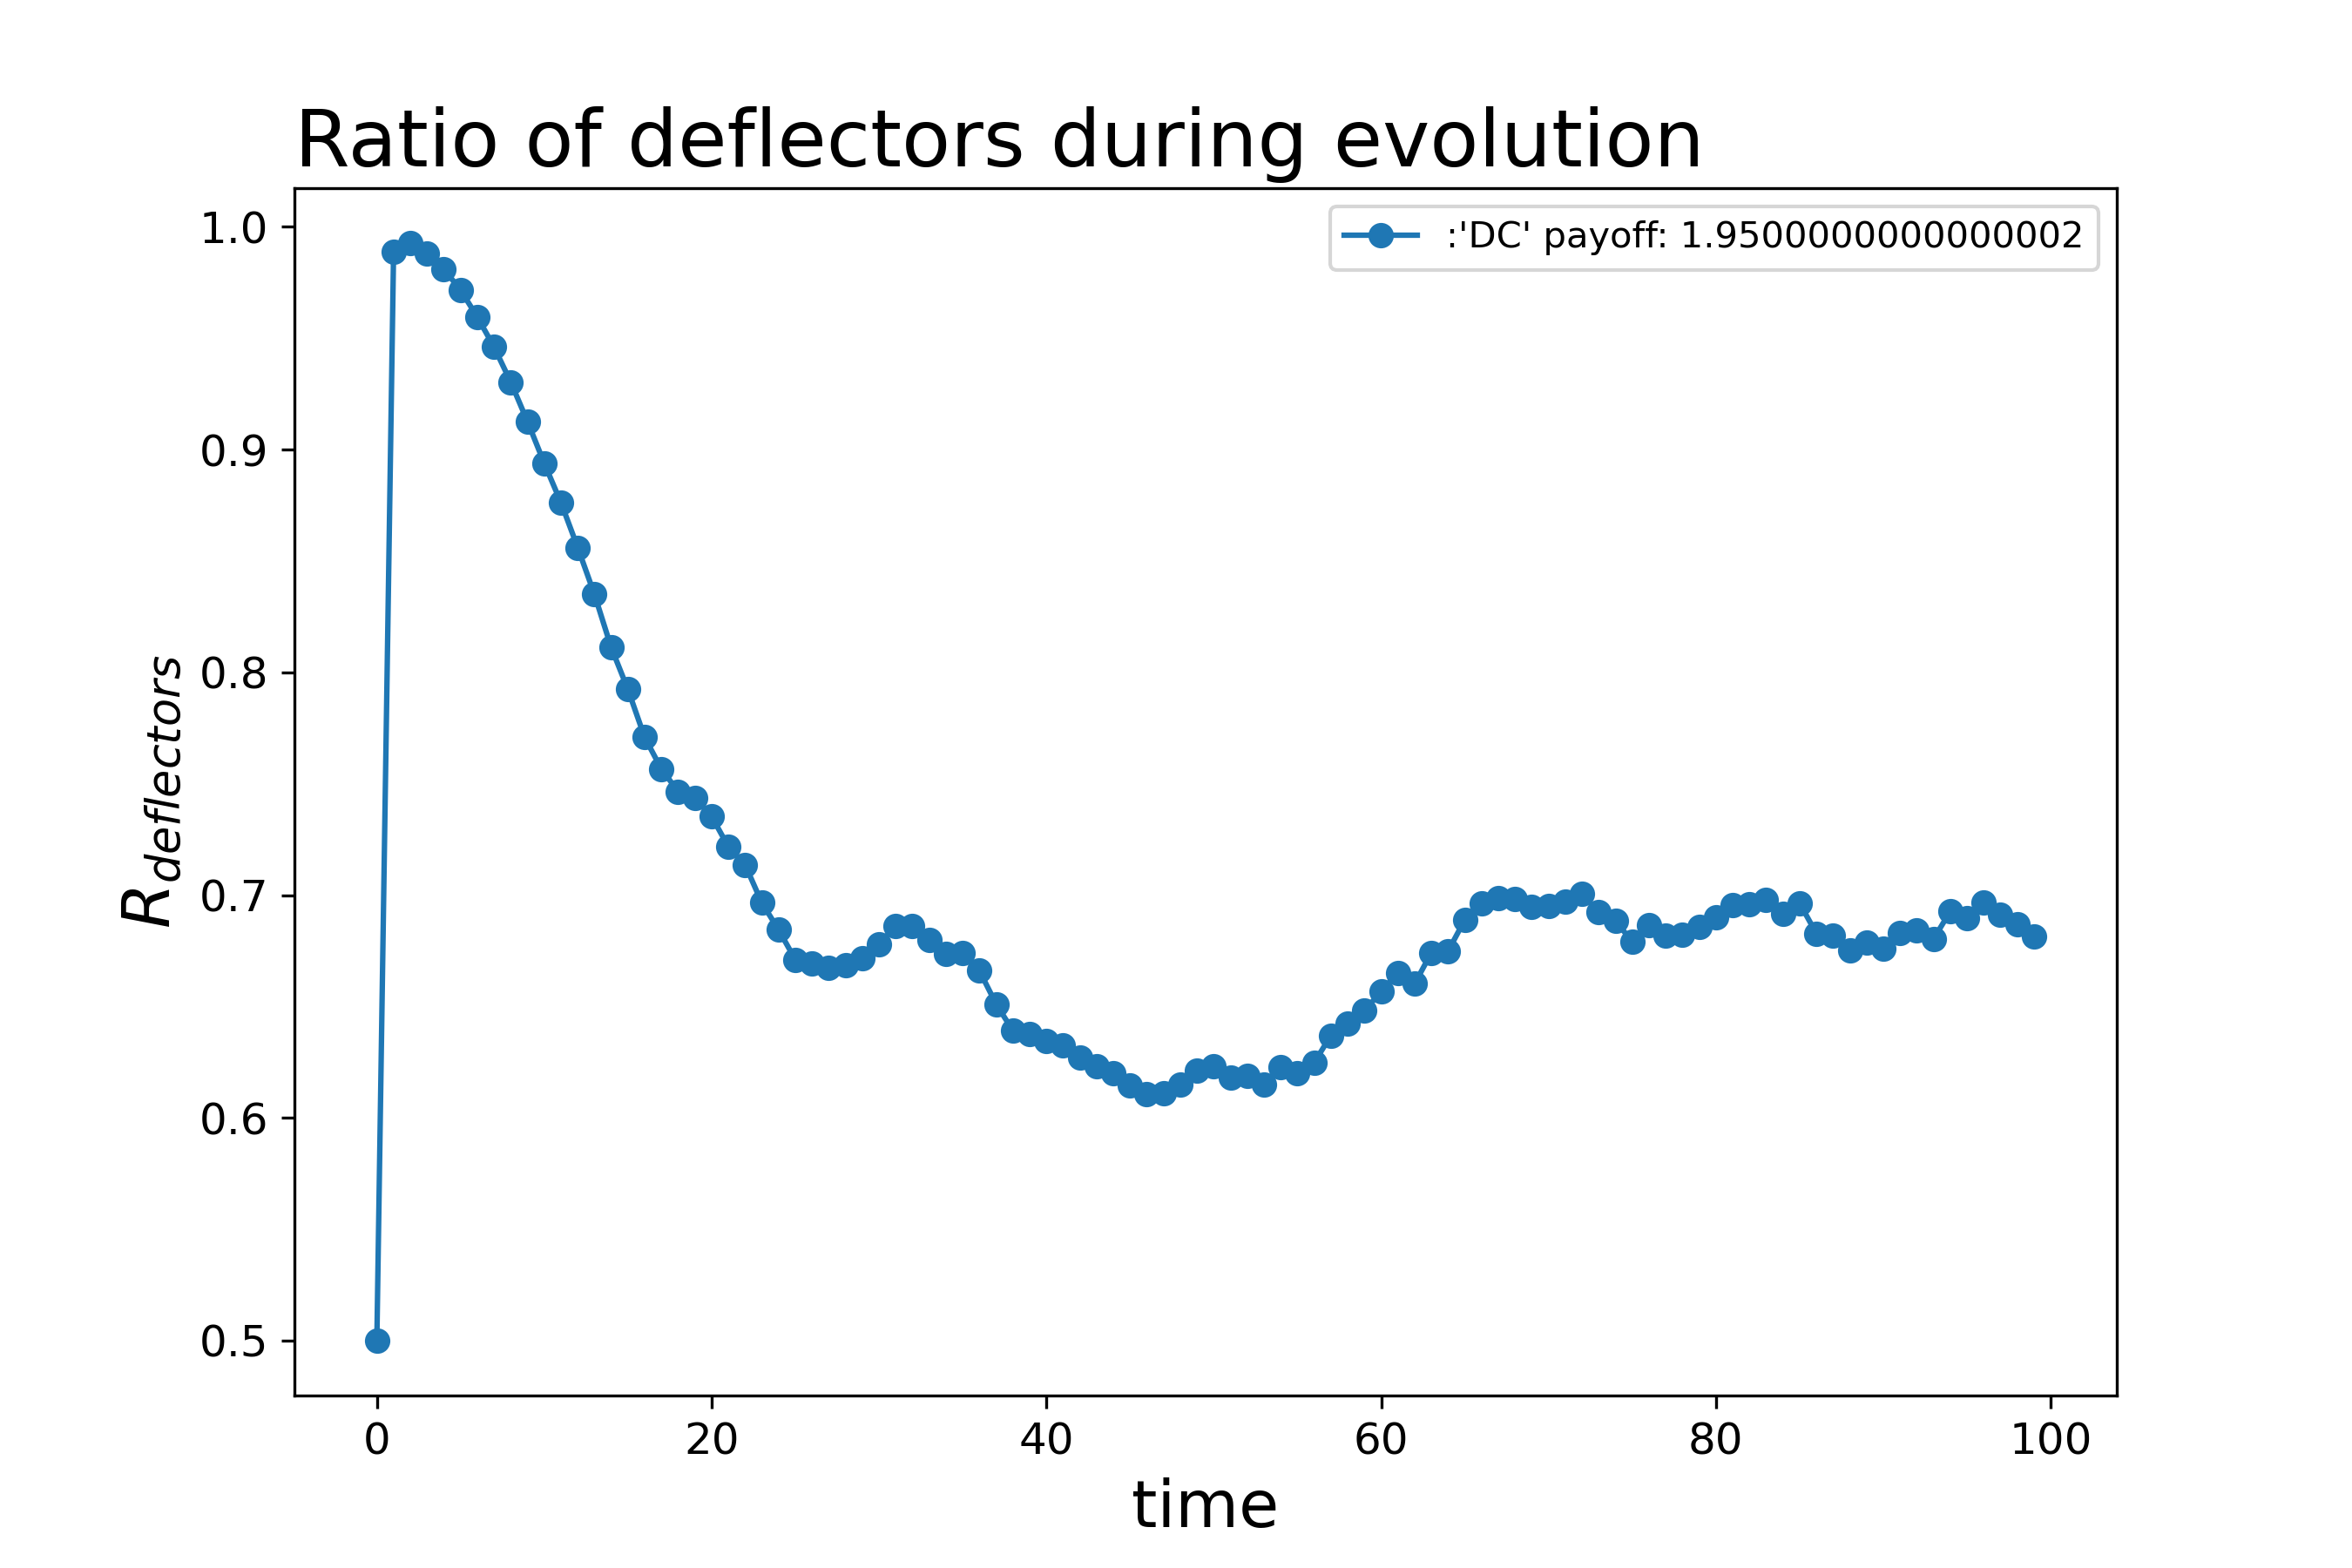 Ratio of deflectors during evolution
:'DC' payoff: 1.9500000000000002
1.0
0.9
0.8
0.7
0.6
0.5
R_deflectors
0 20 40 60 80 100
time